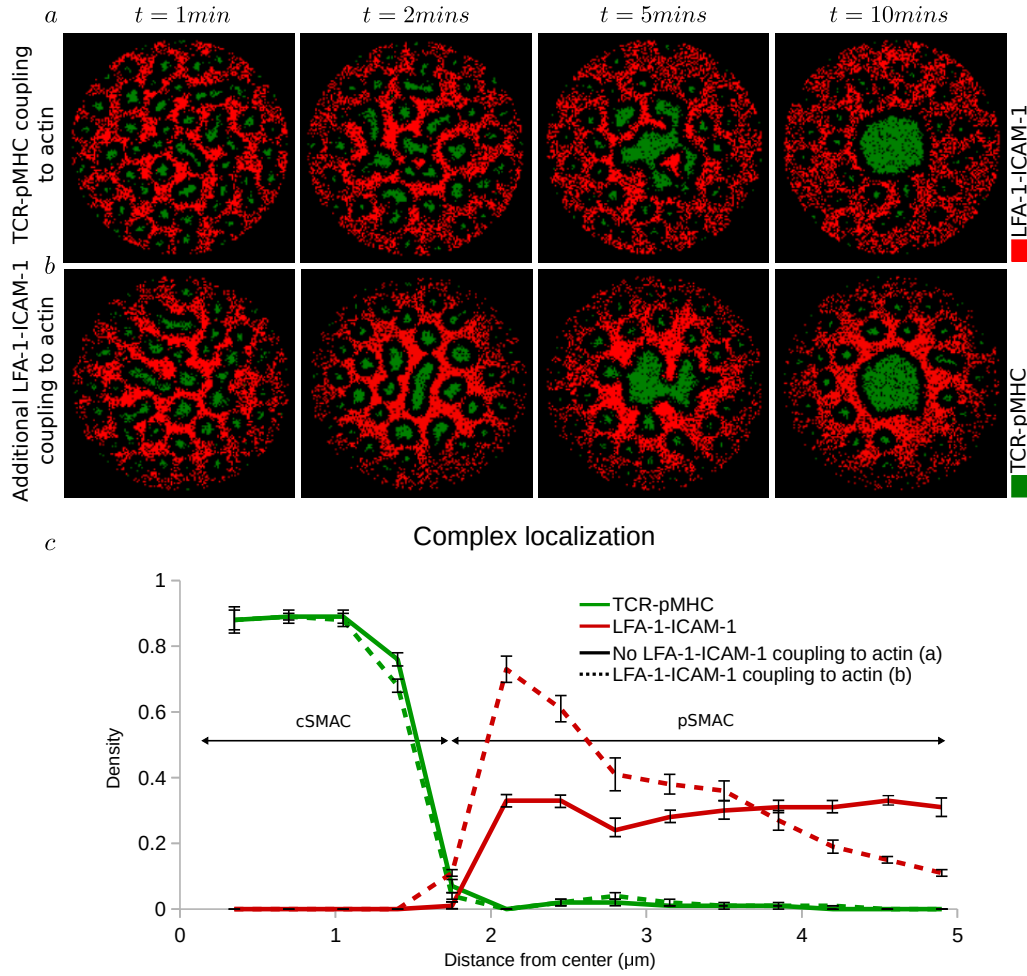 a
t = 1min
t = 2mins
t = 5mins
t = 10mins
TCR-pMHC coupling
to actin
LFA-1-ICAM-1
b
Additional LFA-1-ICAM-1
coupling to actin
TCR-pMHC
c
Complex localization
TCR-pMHC
LFA-1-ICAM-1
No LFA-1-ICAM-1 coupling to actin (a)
LFA-1-ICAM-1 coupling to actin (b)
cSMAC
pSMAC
Density
1
0.8
0.6
0.4
0.2
0
0
1
2
3
4
5
Distance from center (μm)